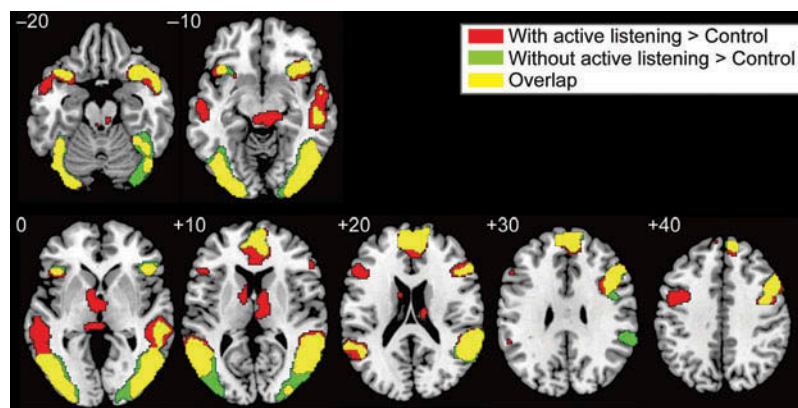 −20
−10
With active listening > Control
Without active listening > Control
Overlap
0
+10
+20
+30
+40